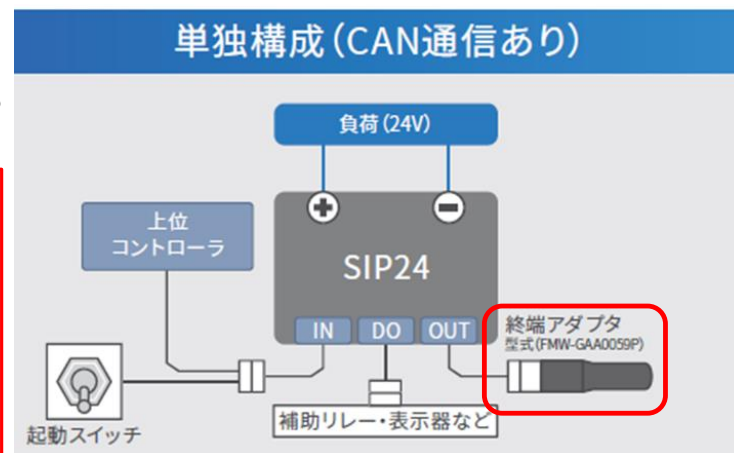 単独構成(CAN通信あり)
負荷(24V)
上位
コントローラ
SIP24
IN
DO
OUT
終端アダプタ
型式(FMW-GAA0059P)
起動スイッチ
補助リレー・表示器など